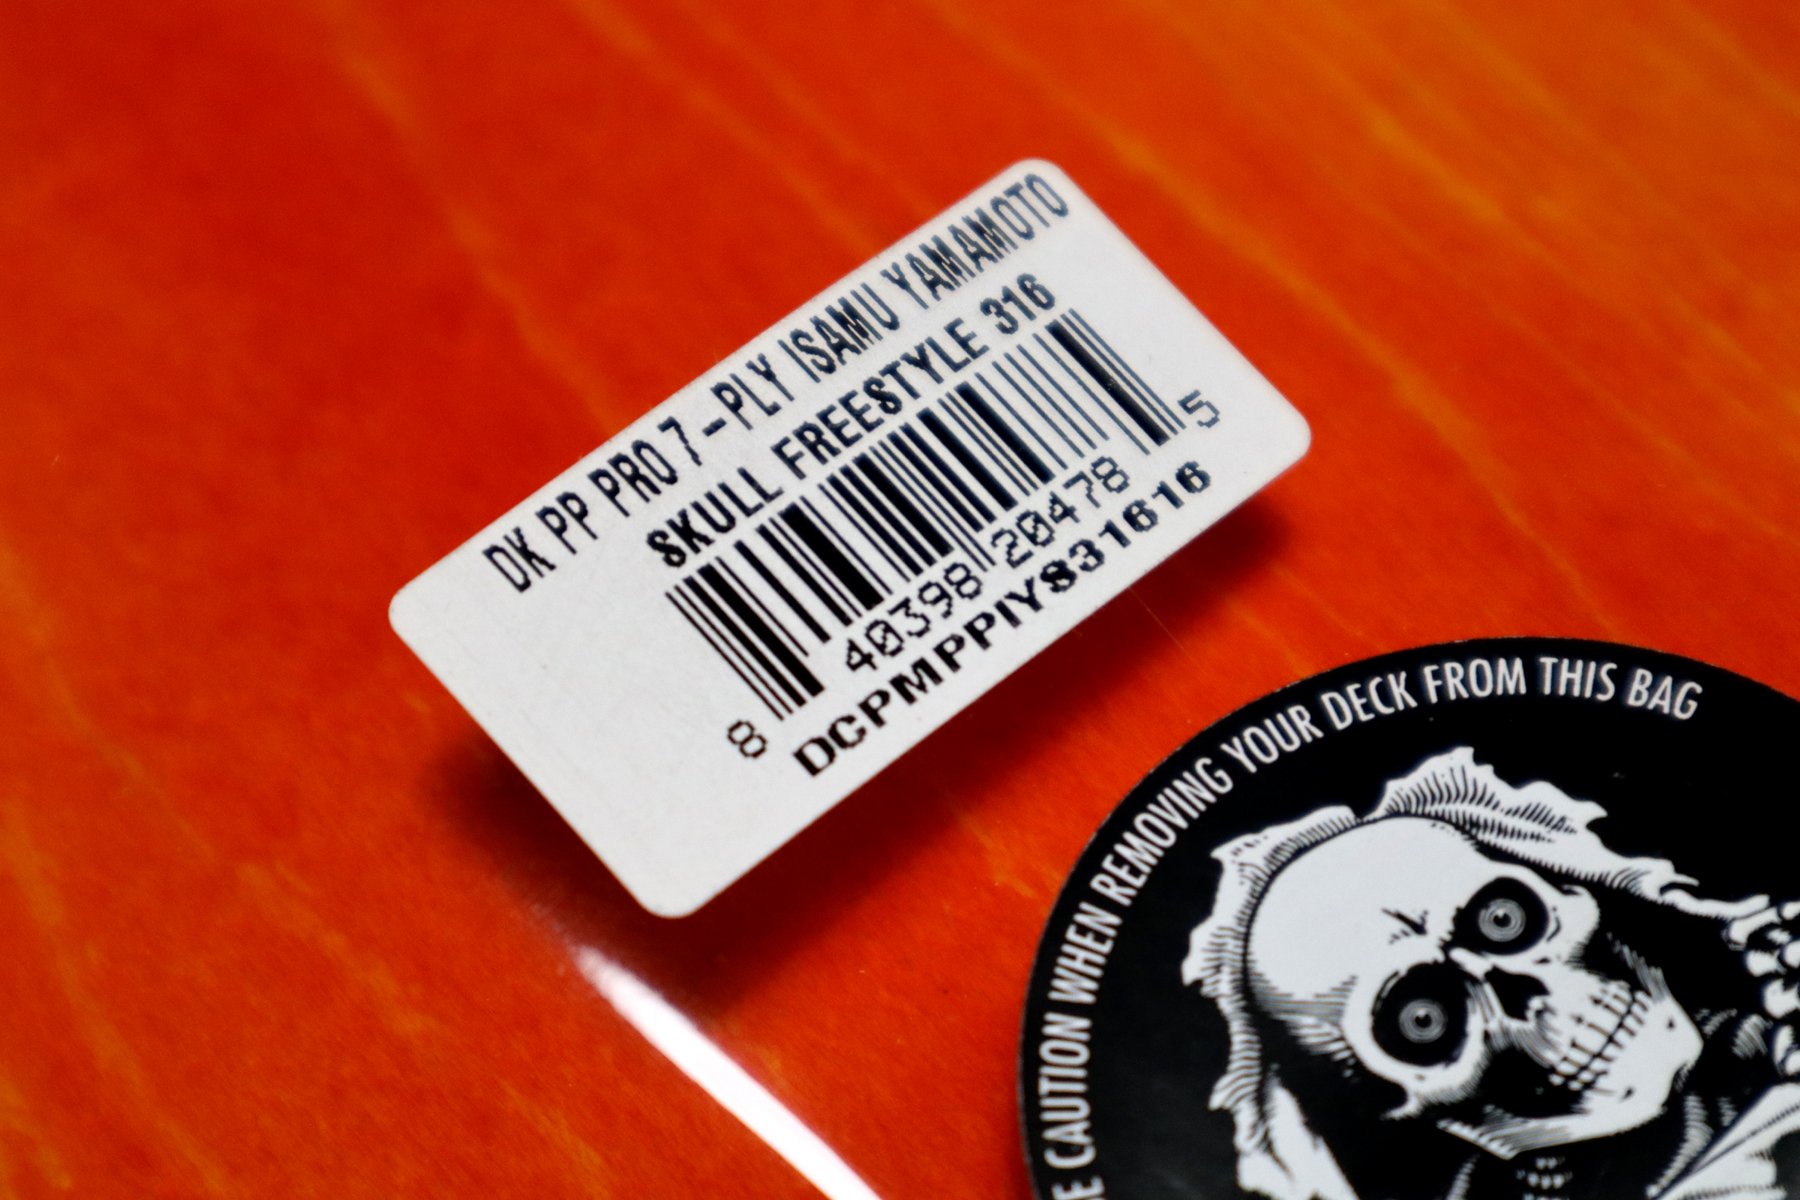 DK PP PRO 7-PLY ISAMU YAMAMOTO
SKULL FREESTYLE 316
8 40398 20478 5
DCPMPPIYS31616
CAUTION WHEN REMOVING YOUR DECK FROM THIS BAG